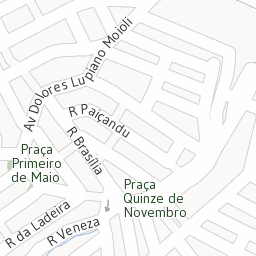 Av Dolores Lupiano Moioli
R Paiçandu
R Brasília
Praça
Primeiro
de Maio
Praça
Quinze de
Novembro
R da Ladeira
R Veneza